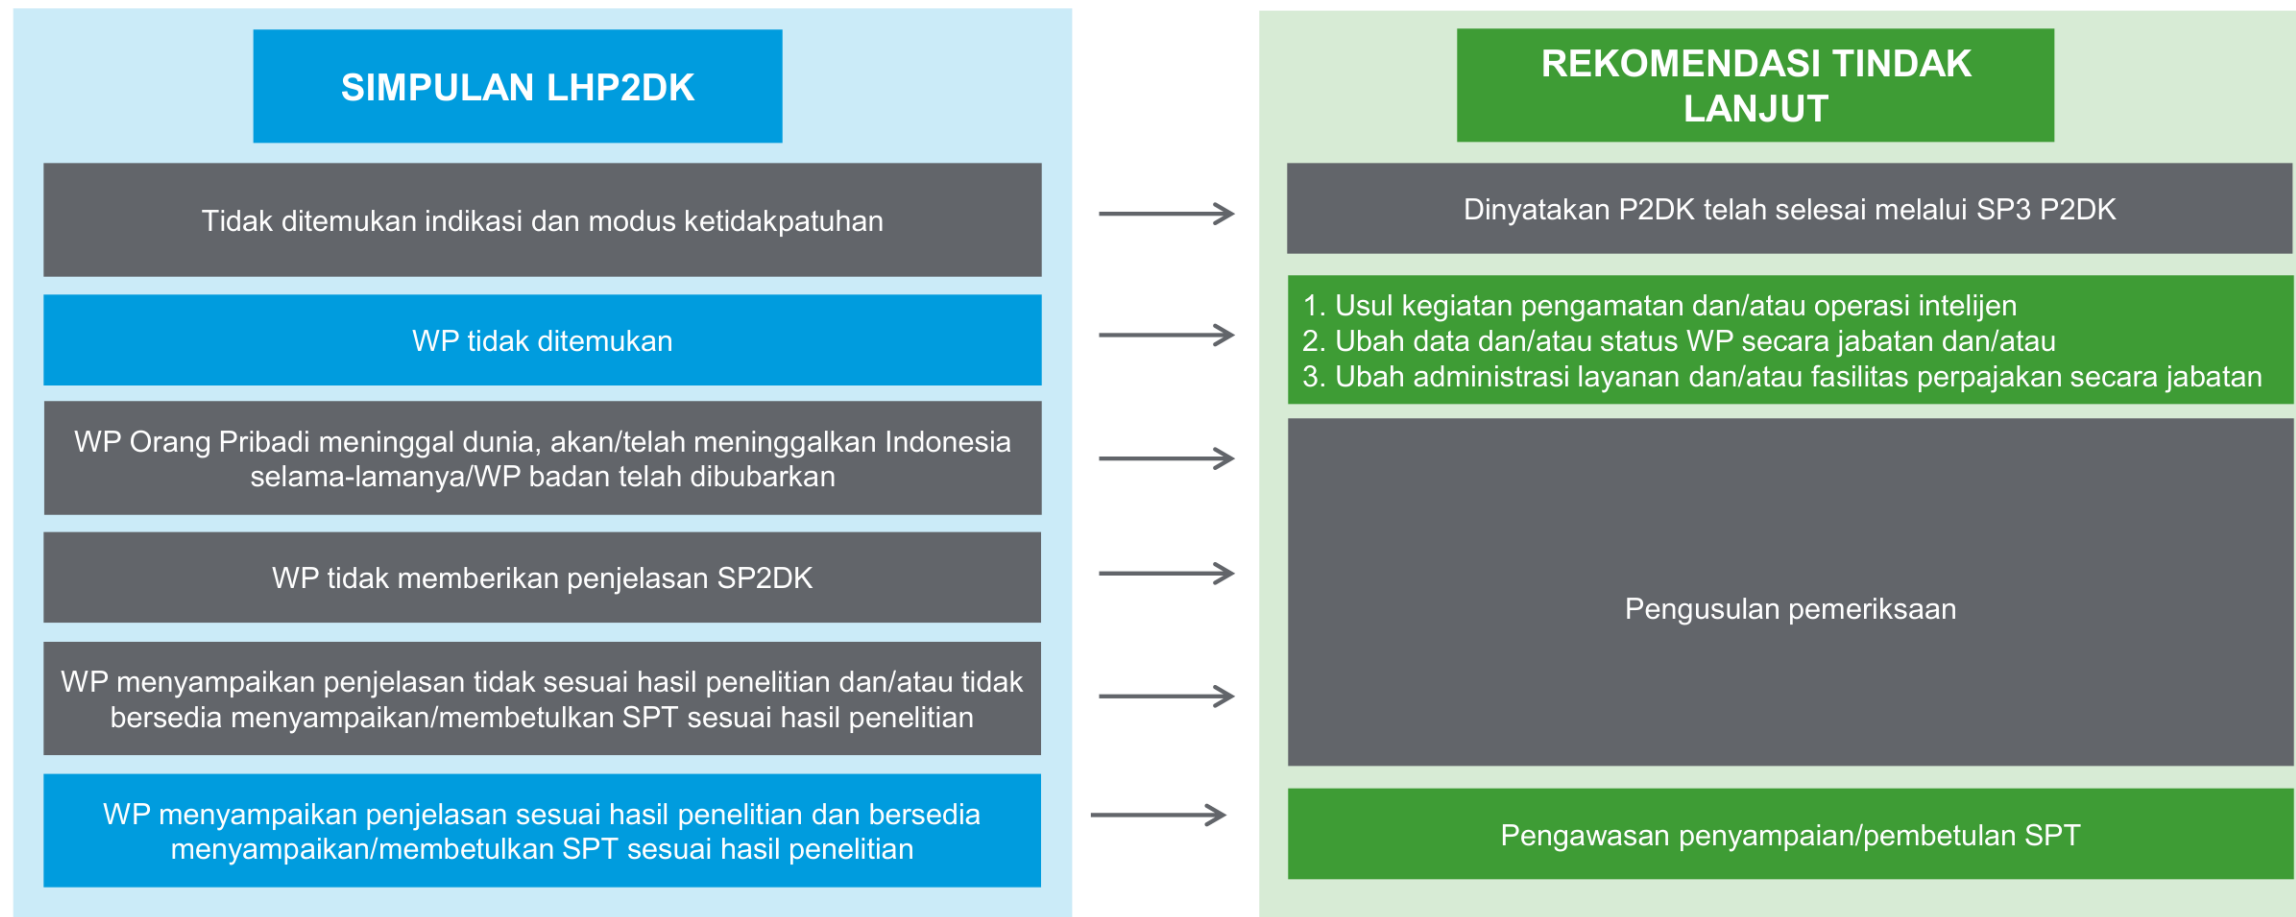 SIMPULAN LHP2DK
Tidak ditemukan indikasi dan modus ketidakpatuhan
WP tidak ditemukan
WP Orang Pribadi meninggal dunia, akan/telah meninggalkan Indonesia
selama-lamanya/WP badan telah dibubarkan
WP tidak memberikan penjelasan SP2DK
WP menyampaikan penjelasan tidak sesuai hasil penelitian dan/atau tidak
bersedia menyampaikan/membetulkan SPT sesuai hasil penelitian
WP menyampaikan penjelasan sesuai hasil penelitian dan bersedia
menyampaikan/membetulkan SPT sesuai hasil penelitian
REKOMENDASI TINDAK
LANJUT
Dinyatakan P2DK telah selesai melalui SP3 P2DK
1. Usul kegiatan pengamatan dan/atau operasi intelijen
2. Ubah data dan/atau status WP secara jabatan dan/atau
3. Ubah administrasi layanan dan/atau fasilitas perpajakan secara jabatan
Pengusulan pemeriksaan
Pengawasan penyampaian/pembetulan SPT